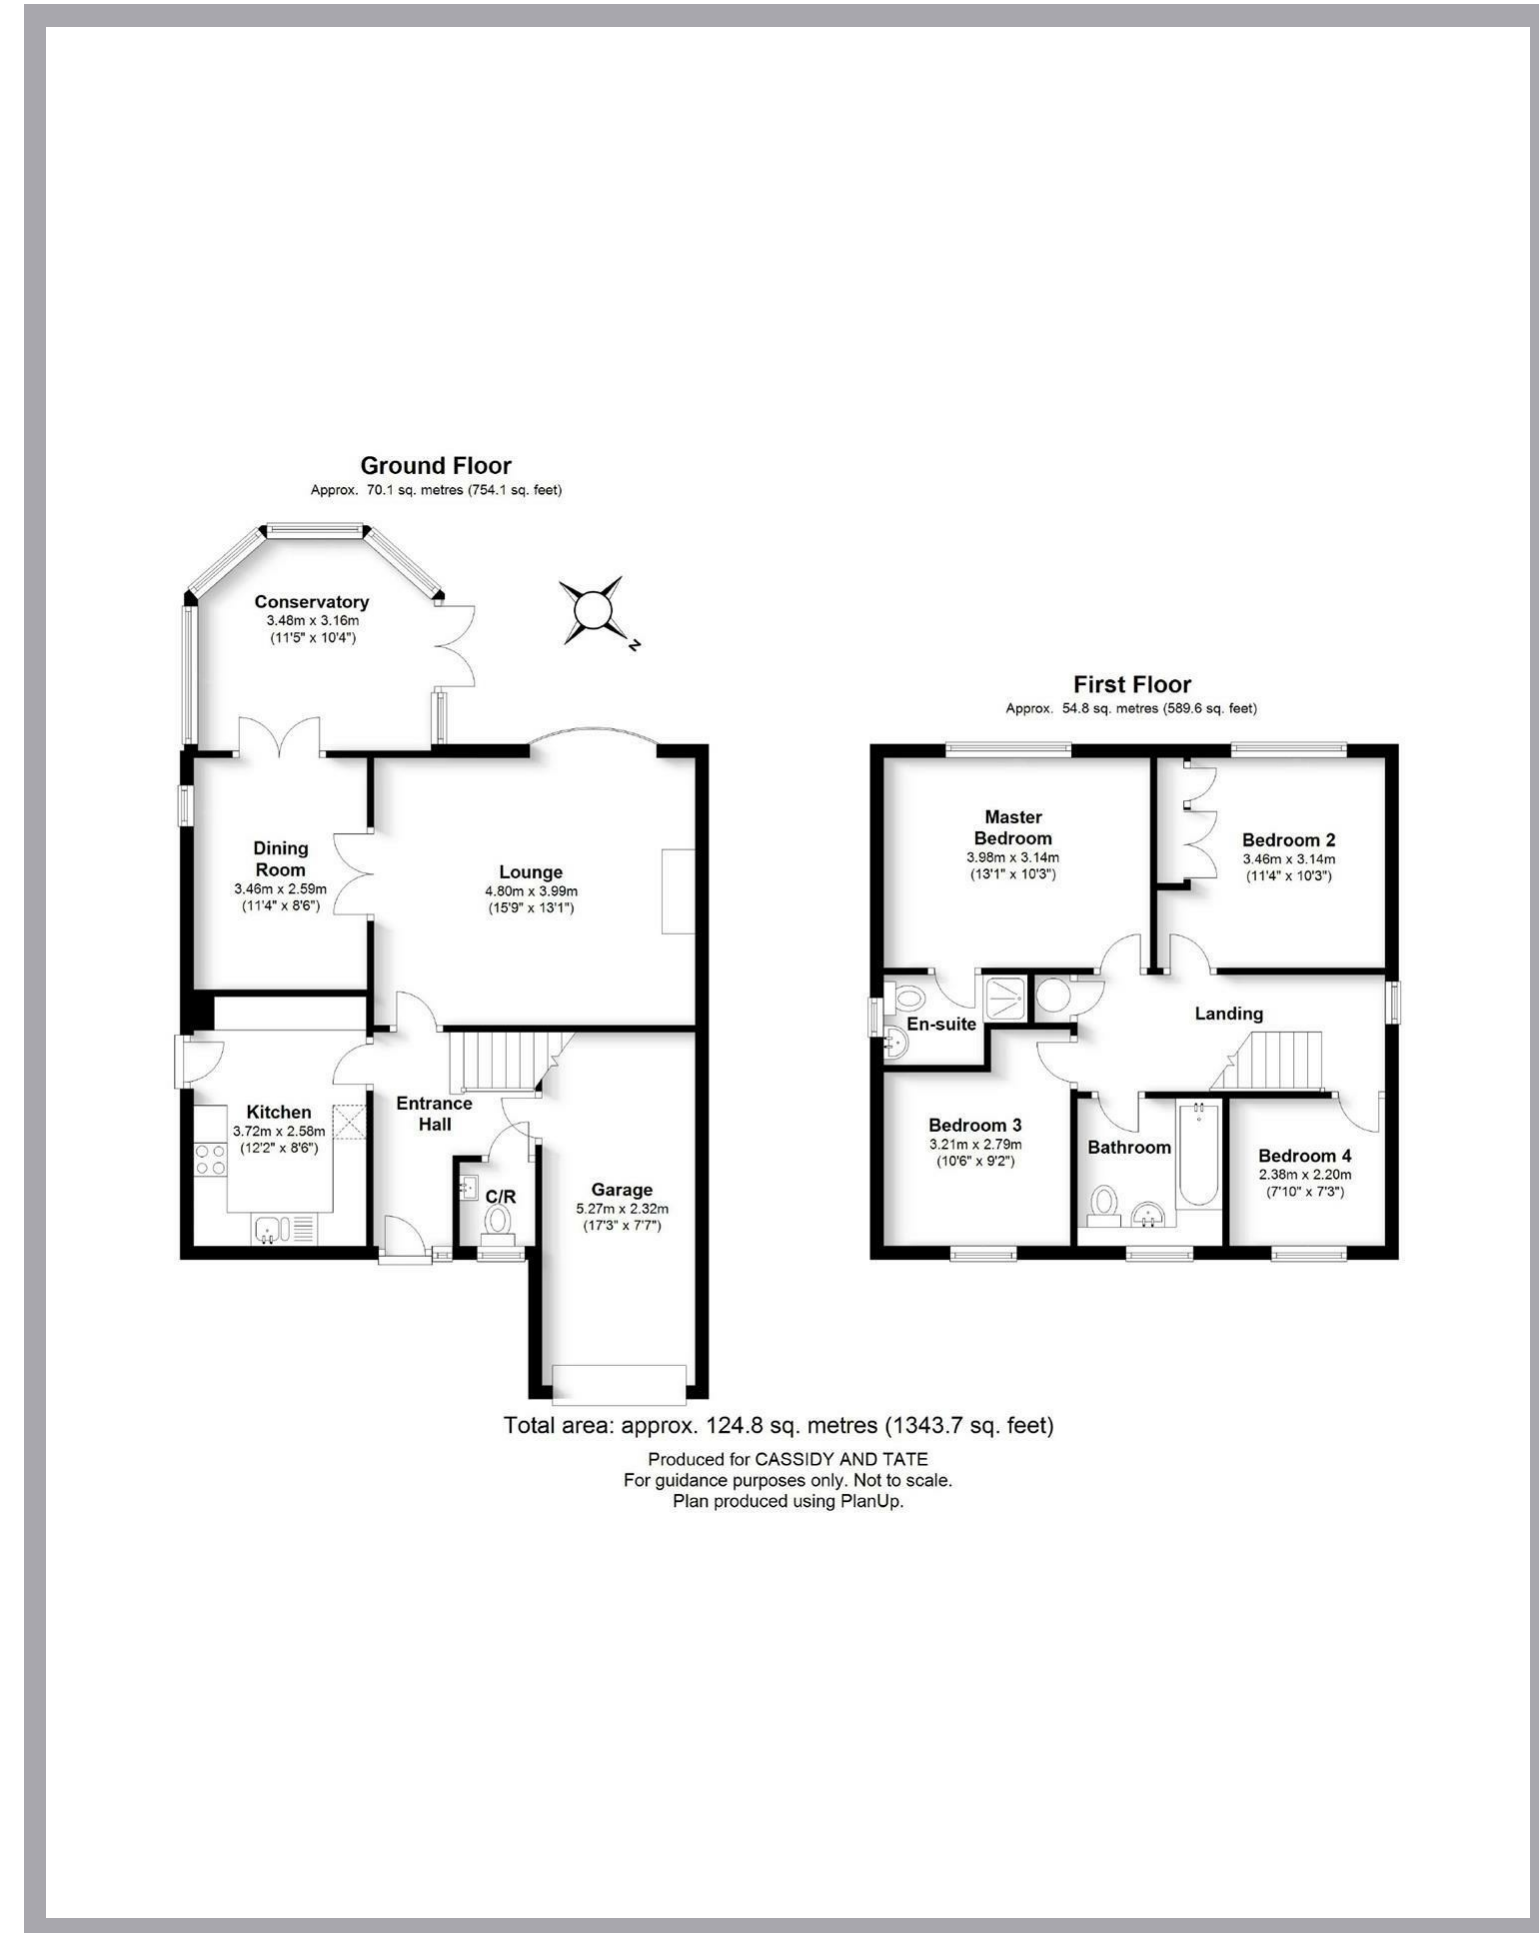 Ground Floor
Approx. 70.1 sq. metres (754.1 sq. feet)
Conservatory
3.48m x 3.16m
(11'5" x 10'4")
N
Dining
Room
3.46m x 2.59m
(11'4" x 8'6")
Lounge
4.80m x 3.99m
(15'9" x 13'1")
Kitchen
3.72m x 2.58m
(12'2" x 8'6")
Entrance
Hall
C/R
Garage
5.27m x 2.32m
(17'3" x 7'7")
First Floor
Approx. 54.8 sq. metres (589.6 sq. feet)
Master
Bedroom
3.98m x 3.14m
(13'1" x 10'3")
Bedroom 2
3.46m x 3.14m
(11'4" x 10'3")
En-suite
Landing
Bedroom 3
3.21m x 2.79m
(10'6" x 9'2")
Bathroom
Bedroom 4
2.38m x 2.20m
(7'10" x 7'3")
Total area: approx. 124.8 sq. metres (1343.7 sq. feet)
Produced for CASSIDY AND TATE
For guidance purposes only. Not to scale.
Plan produced using PlanUp.